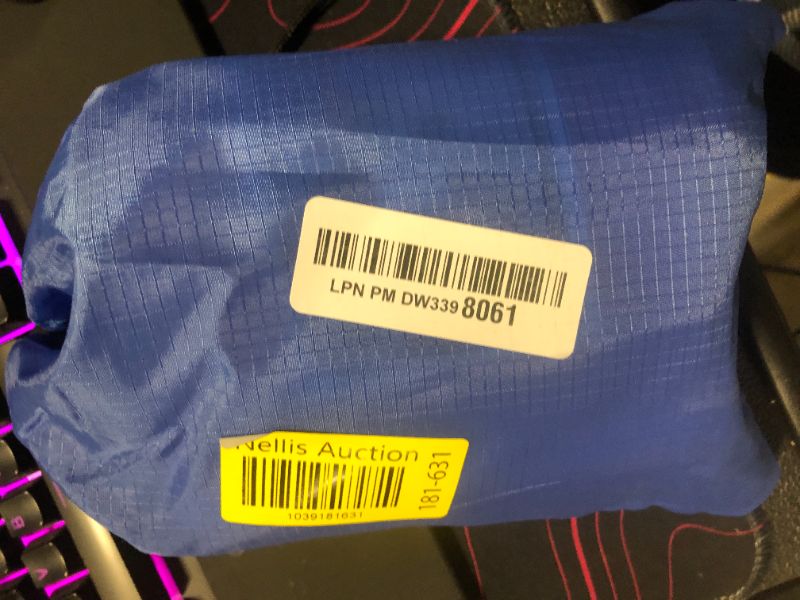 LPN PM DW339 8061
Nellis Auction
1039181631
181-631
B
A